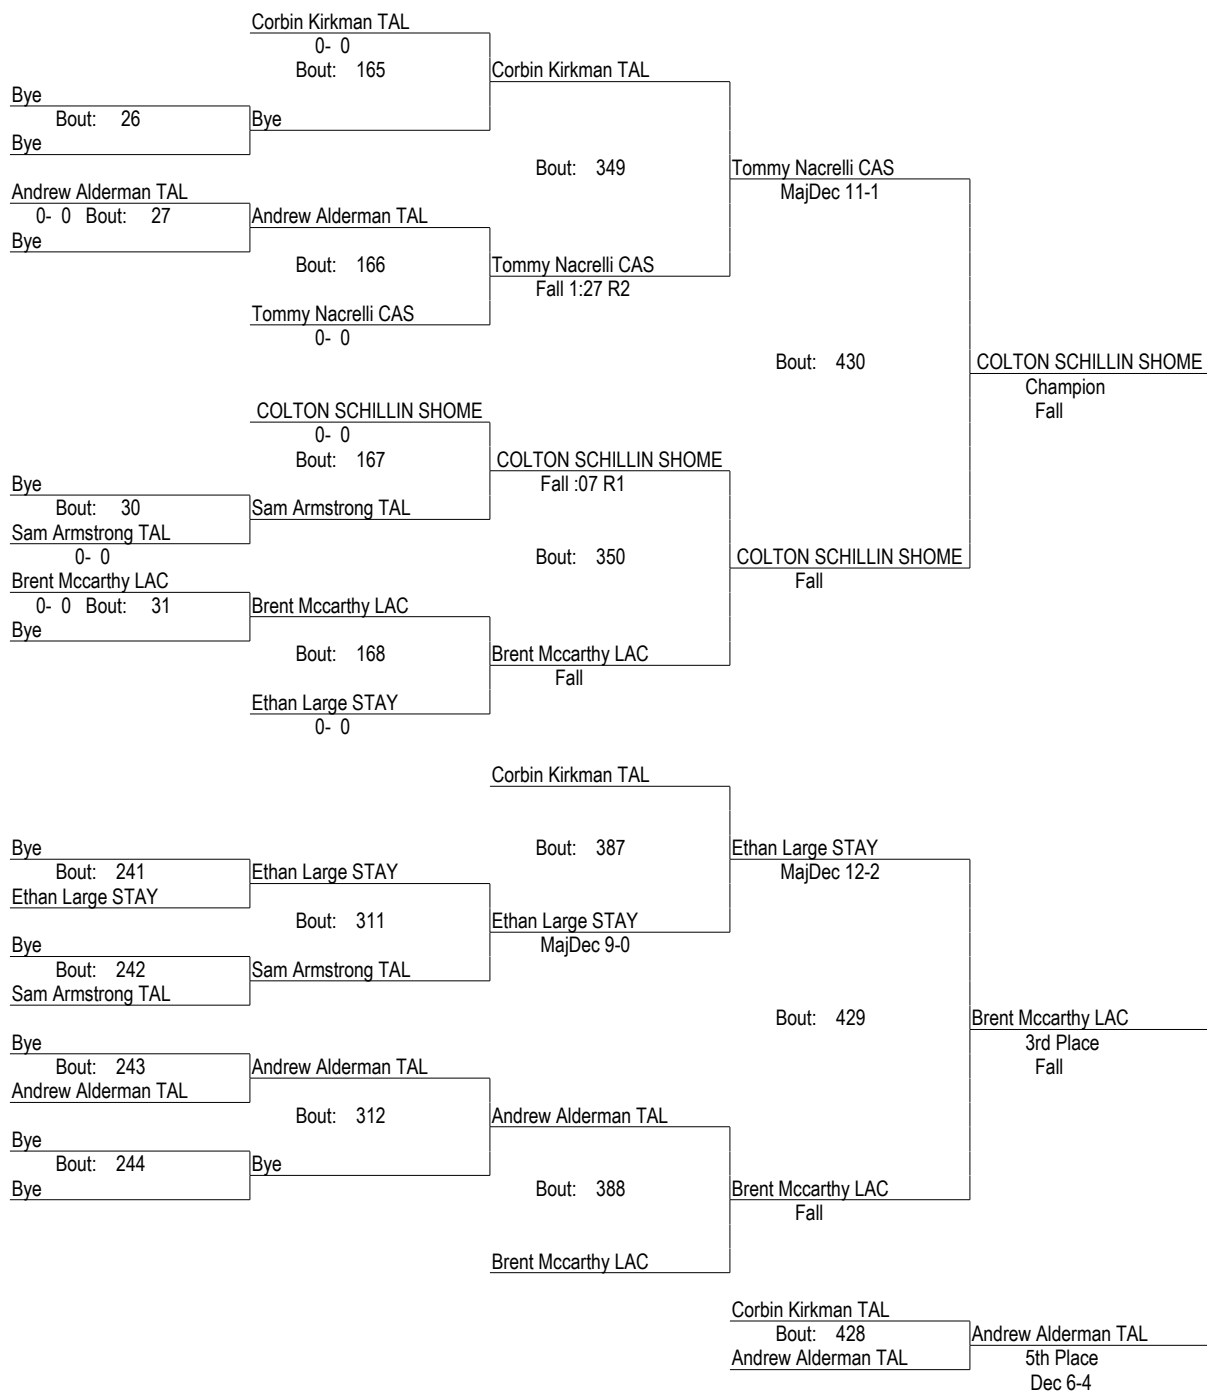 Corbin Kirkman TAL
0- 0
Bout: 165
Corbin Kirkman TAL
Bye
Bout: 26
Bye
Bye
Bout: 349
Tommy Nacrelli CAS
MajDec 11-1
Andrew Alderman TAL
0- 0 Bout: 27
Andrew Alderman TAL
Bye
Bout: 166
Tommy Nacrelli CAS
Fall 1:27 R2
Tommy Nacrelli CAS
0- 0
Bout: 430
COLTON SCHILLIN SHOME
Champion
Fall
COLTON SCHILLIN SHOME
0- 0
Bout: 167
COLTON SCHILLIN SHOME
Fall :07 R1
Bye
Bout: 30
Sam Armstrong TAL
Sam Armstrong TAL
0- 0
Bout: 350
COLTON SCHILLIN SHOME
Fall
Brent Mccarthy LAC
0- 0 Bout: 31
Brent Mccarthy LAC
Bye
Bout: 168
Brent Mccarthy LAC
Fall
Ethan Large STAY
0- 0
Corbin Kirkman TAL
Bout: 387
Ethan Large STAY
MajDec 12-2
Bye
Bout: 241
Ethan Large STAY
Ethan Large STAY
Bout: 311
Ethan Large STAY
MajDec 9-0
Bye
Bout: 242
Sam Armstrong TAL
Sam Armstrong TAL
Bout: 429
Brent Mccarthy LAC
3rd Place
Fall
Bye
Bout: 243
Andrew Alderman TAL
Andrew Alderman TAL
Bout: 312
Andrew Alderman TAL
Bye
Bout: 244
Bye
Bye
Bout: 388
Brent Mccarthy LAC
Fall
Brent Mccarthy LAC
Corbin Kirkman TAL
Bout: 428
Andrew Alderman TAL
Andrew Alderman TAL
5th Place
Dec 6-4